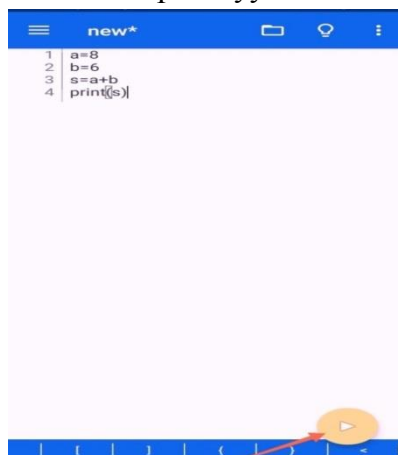 new*
1 a=8
2 b=6
3 s=a+b
4 print(s)
[ ] { } <